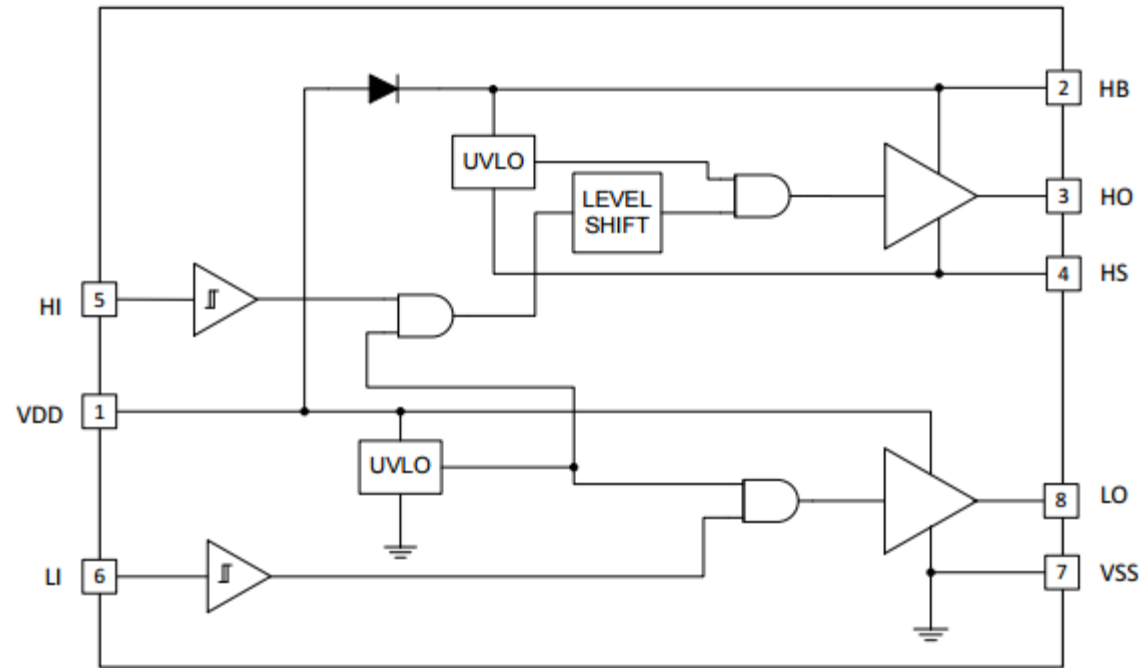 2 HB
UVLO
LEVEL
SHIFT
3 HO
4 HS
HI 5
VDD 1
UVLO
8 LO
LI 6
7 VSS